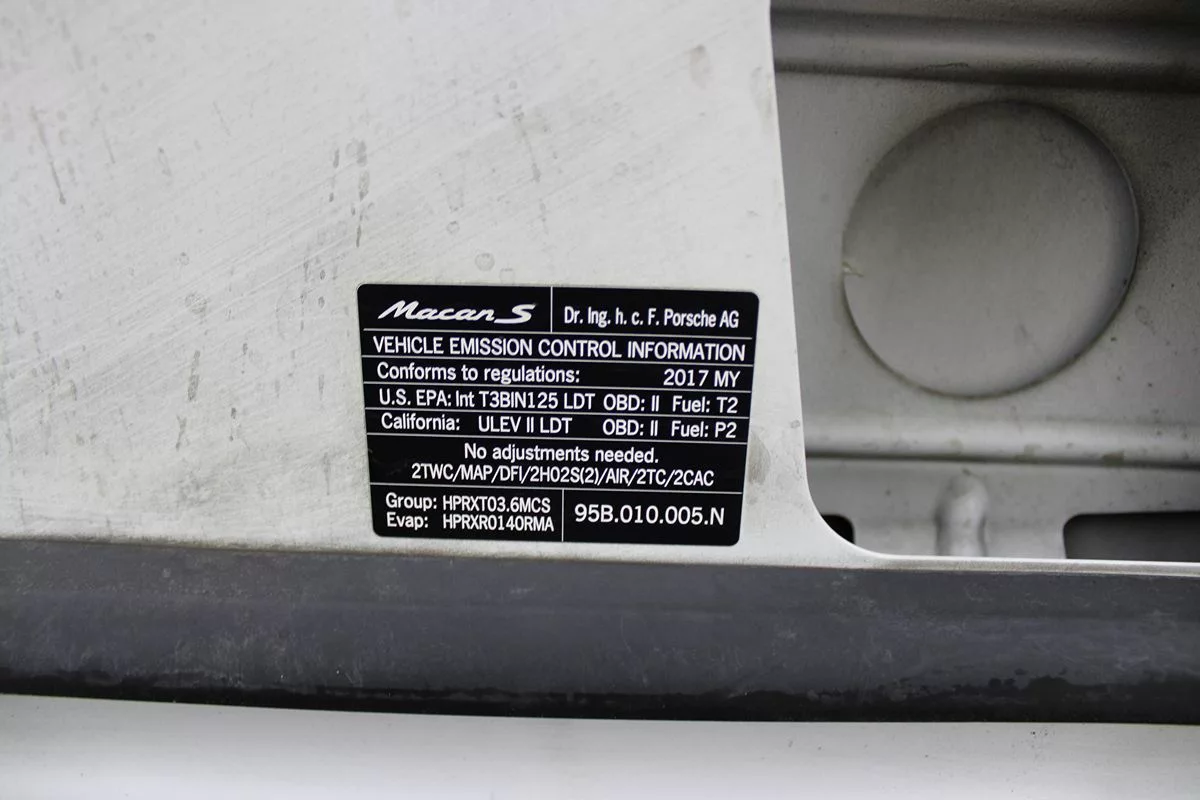 Macan S
Dr. Ing. h. c. F. Porsche AG
VEHICLE EMISSION CONTROL INFORMATION
Conforms to regulations: 2017 MY
U.S. EPA: Int T3BIN125 LDT OBD: II Fuel: T2
California: ULEV II LDT OBD: II Fuel: P2
No adjustments needed.
2TWC/MAP/DFI/2HO2S(2)/AIR/2TC/2CAC
Group: HPRXT03.6MCS
Evap: HPRXR0140RMA
95B.010.005.N